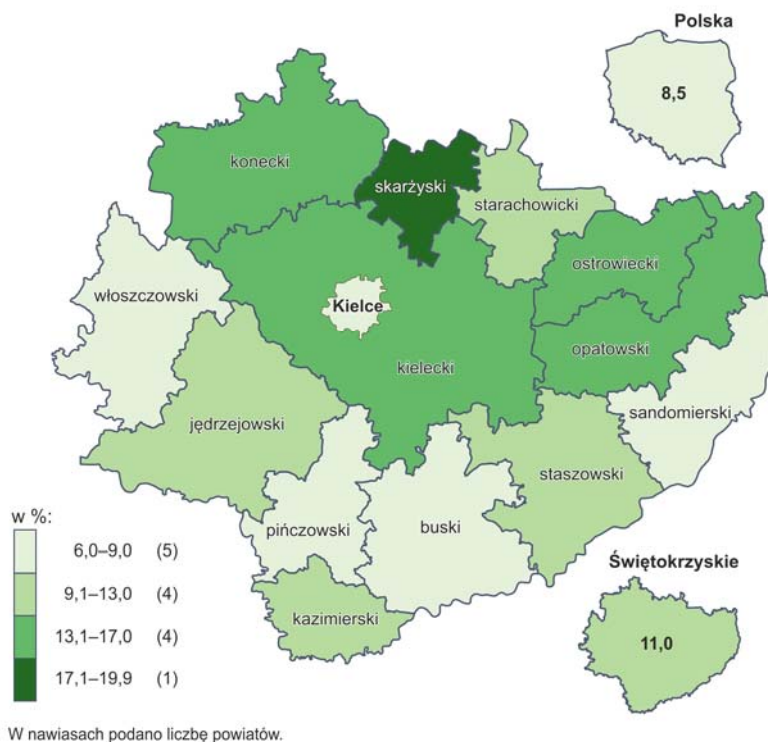 Polska
8,5
konecki
skarżyski
starachowicki
ostrowiecki
włoszczowski
Kielce
opatowski
kielecki
sandomierski
jędrzejowski
staszowski
w %:
pińczowski
buski
6,0–9,0 (5)
Świętokrzyskie
9,1–13,0 (4)
kazimierski
13,1–17,0 (4)
11,0
17,1–19,9 (1)
W nawiasach podano liczbę powiatów.